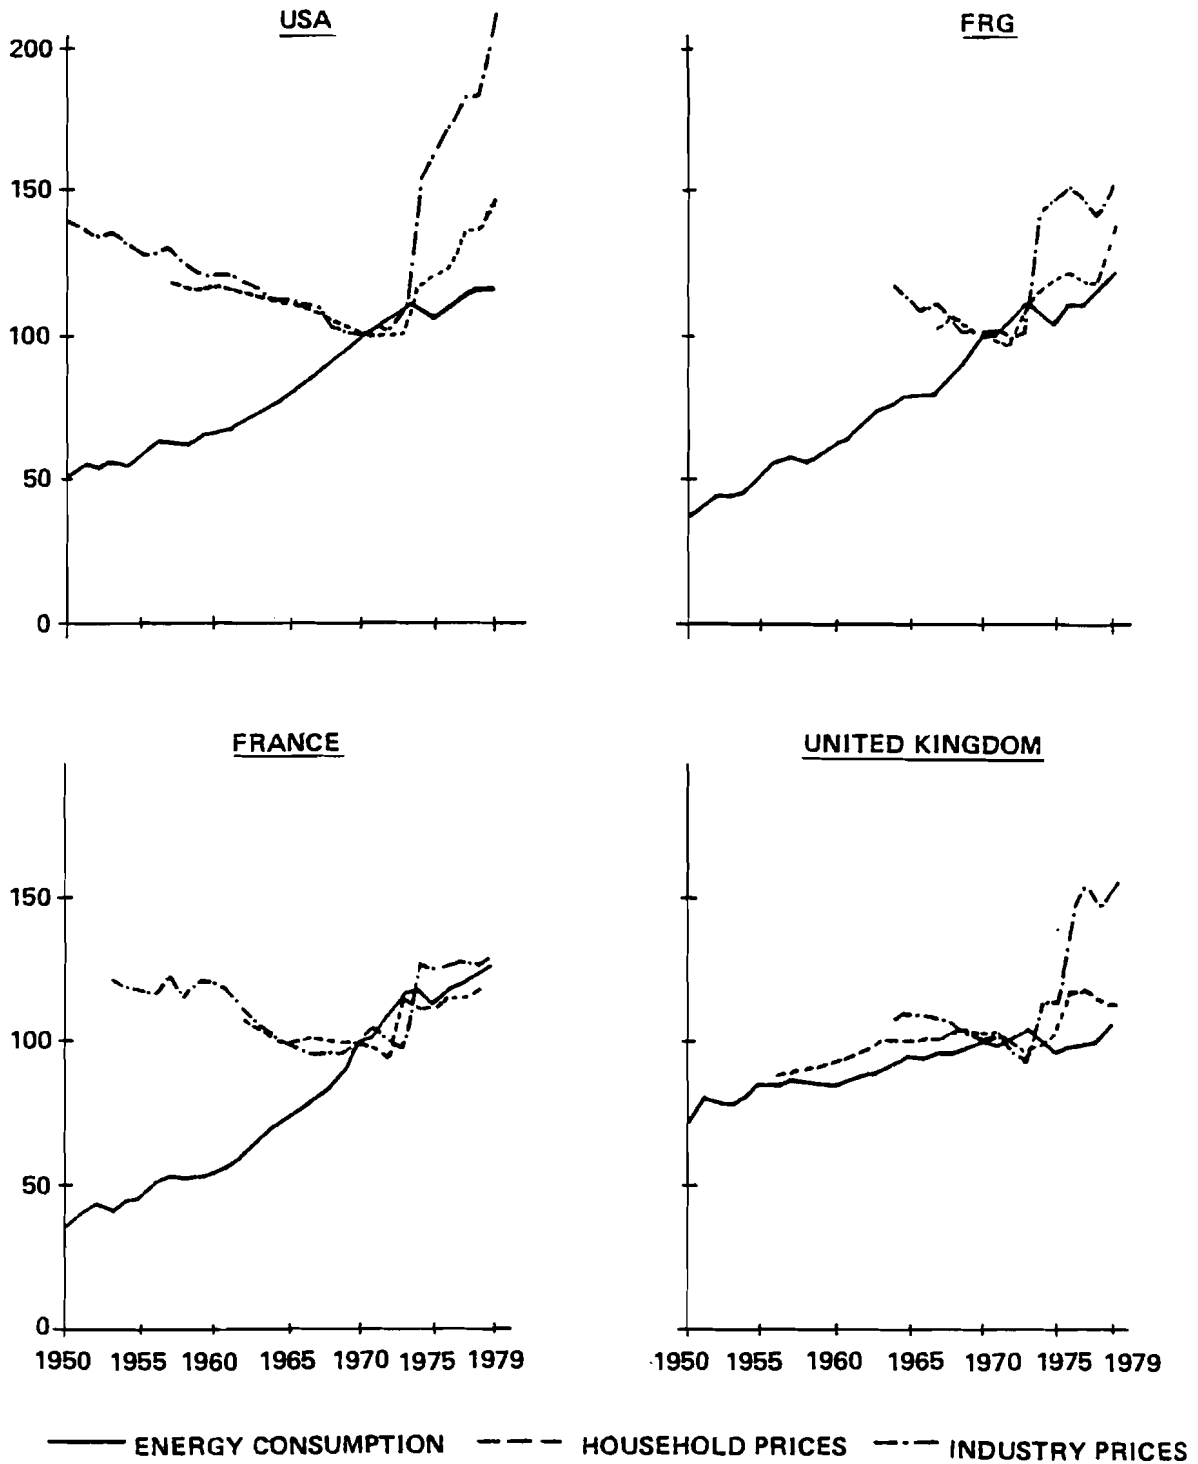 USA
FRG
200
150
100
50
0
FRANCE
UNITED KINGDOM
150
100
50
0
1950 1955 1960 1965 1970 1975 1979
1950 1955 1960 1965 1970 1975 1979
ENERGY CONSUMPTION HOUSEHOLD PRICES INDUSTRY PRICES